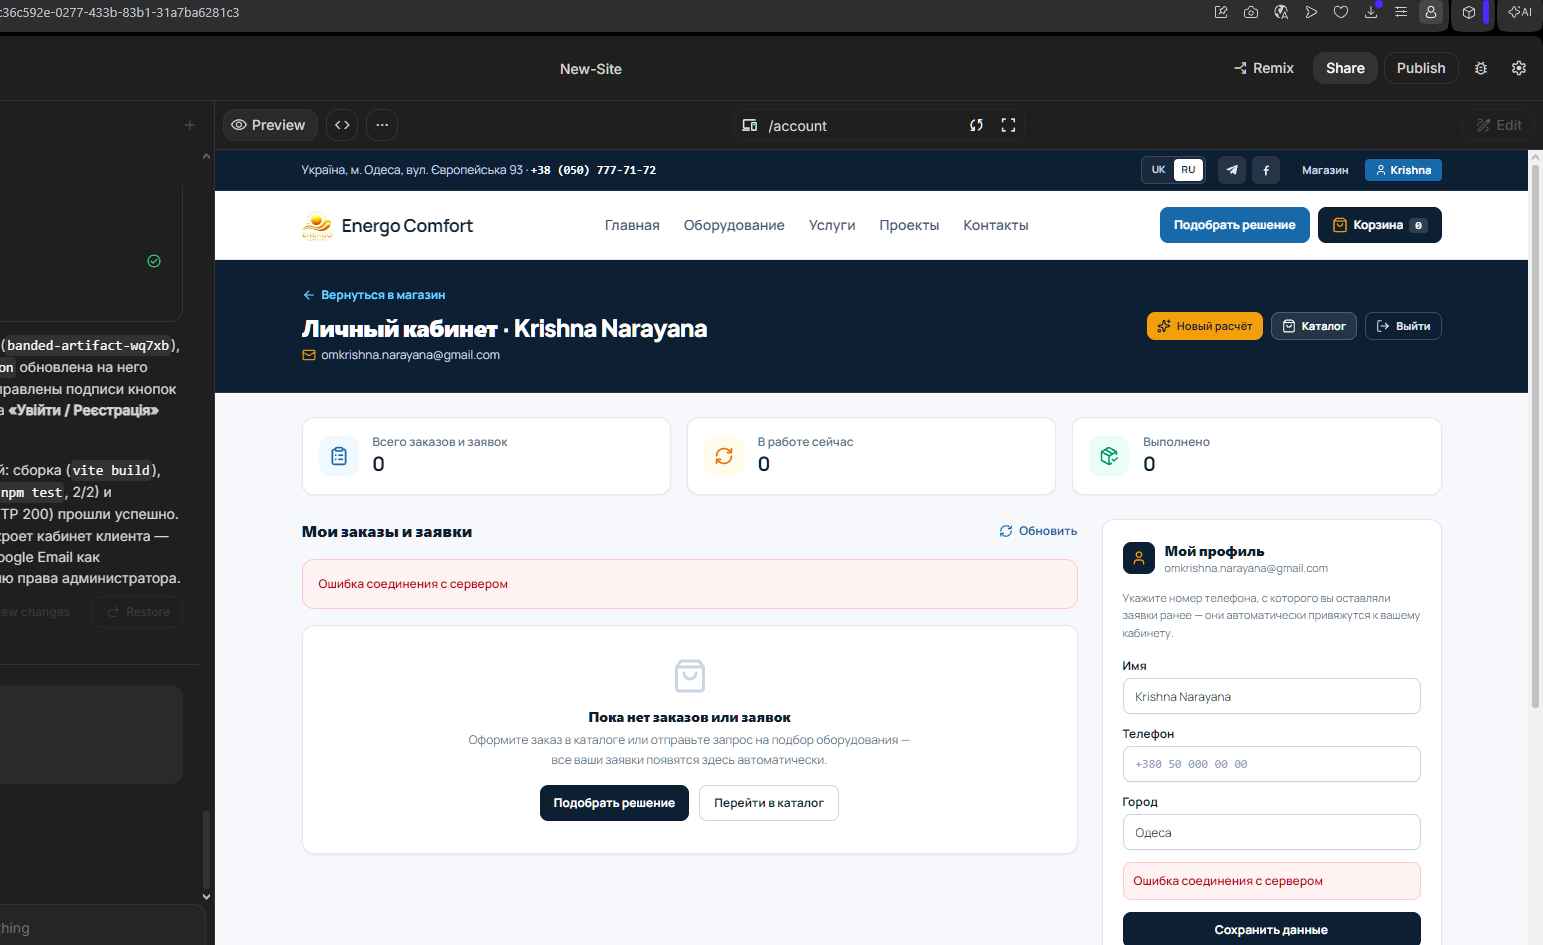 c36c592e-0277-433b-83b1-31a7ba6281c3
AI
New-Site
Remix
Share
Publish
Preview
/account
Edit
(banded-artifact-wq7xb),
on обновлена на него
правлены подписи кнопок
а «Увійти / Реєстрація»
й: сборка (vite build),
npm test, 2/2) и
TP 200) прошли успешно.
кроет кабинет клиента —
oogle Email как
ю права администратора.
ew changes
Restore
hing
Україна, м. Одеса, вул. Європейська 93 · +38 (050) 777-71-72
UK
RU
Магазин
Krishna
ENERGO
Energo Comfort
Главная
Оборудование
Услуги
Проекты
Контакты
Подобрать решение
Корзина 0
Вернуться в магазин
Личный кабинет · Krishna Narayana
omkrishna.narayana@gmail.com
Новый расчёт
Каталог
Выйти
Всего заказов и заявок
0
В работе сейчас
0
Выполнено
0
Мои заказы и заявки
Обновить
Ошибка соединения с сервером
Пока нет заказов или заявок
Оформите заказ в каталоге или отправьте запрос на подбор оборудования —
все ваши заявки появятся здесь автоматически.
Подобрать решение
Перейти в каталог
Мой профиль
omkrishna.narayana@gmail.com
Укажите номер телефона, с которого вы оставляли
заявки ранее — они автоматически привяжутся к вашему
кабинету.
Имя
Krishna Narayana
Телефон
+380 50 000 00 00
Город
Одеса
Ошибка соединения с сервером
Сохранить данные